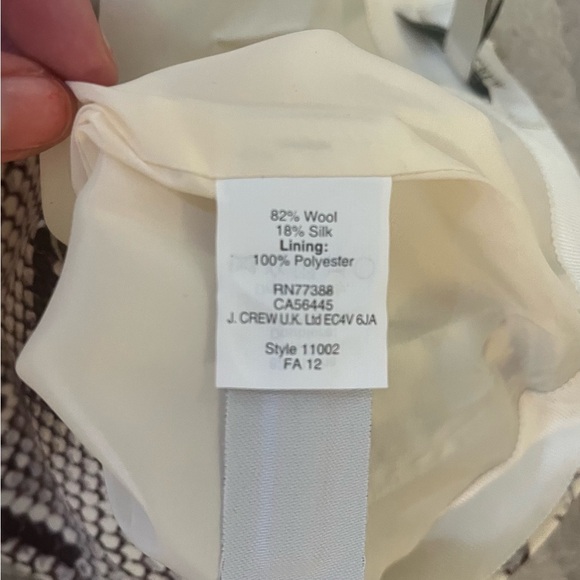 82% Wool
18% Silk
Lining:
100% Polyester
RN77388
CA56445
J. CREW U.K. Ltd EC4V 6JA
Style 11002
FA 12